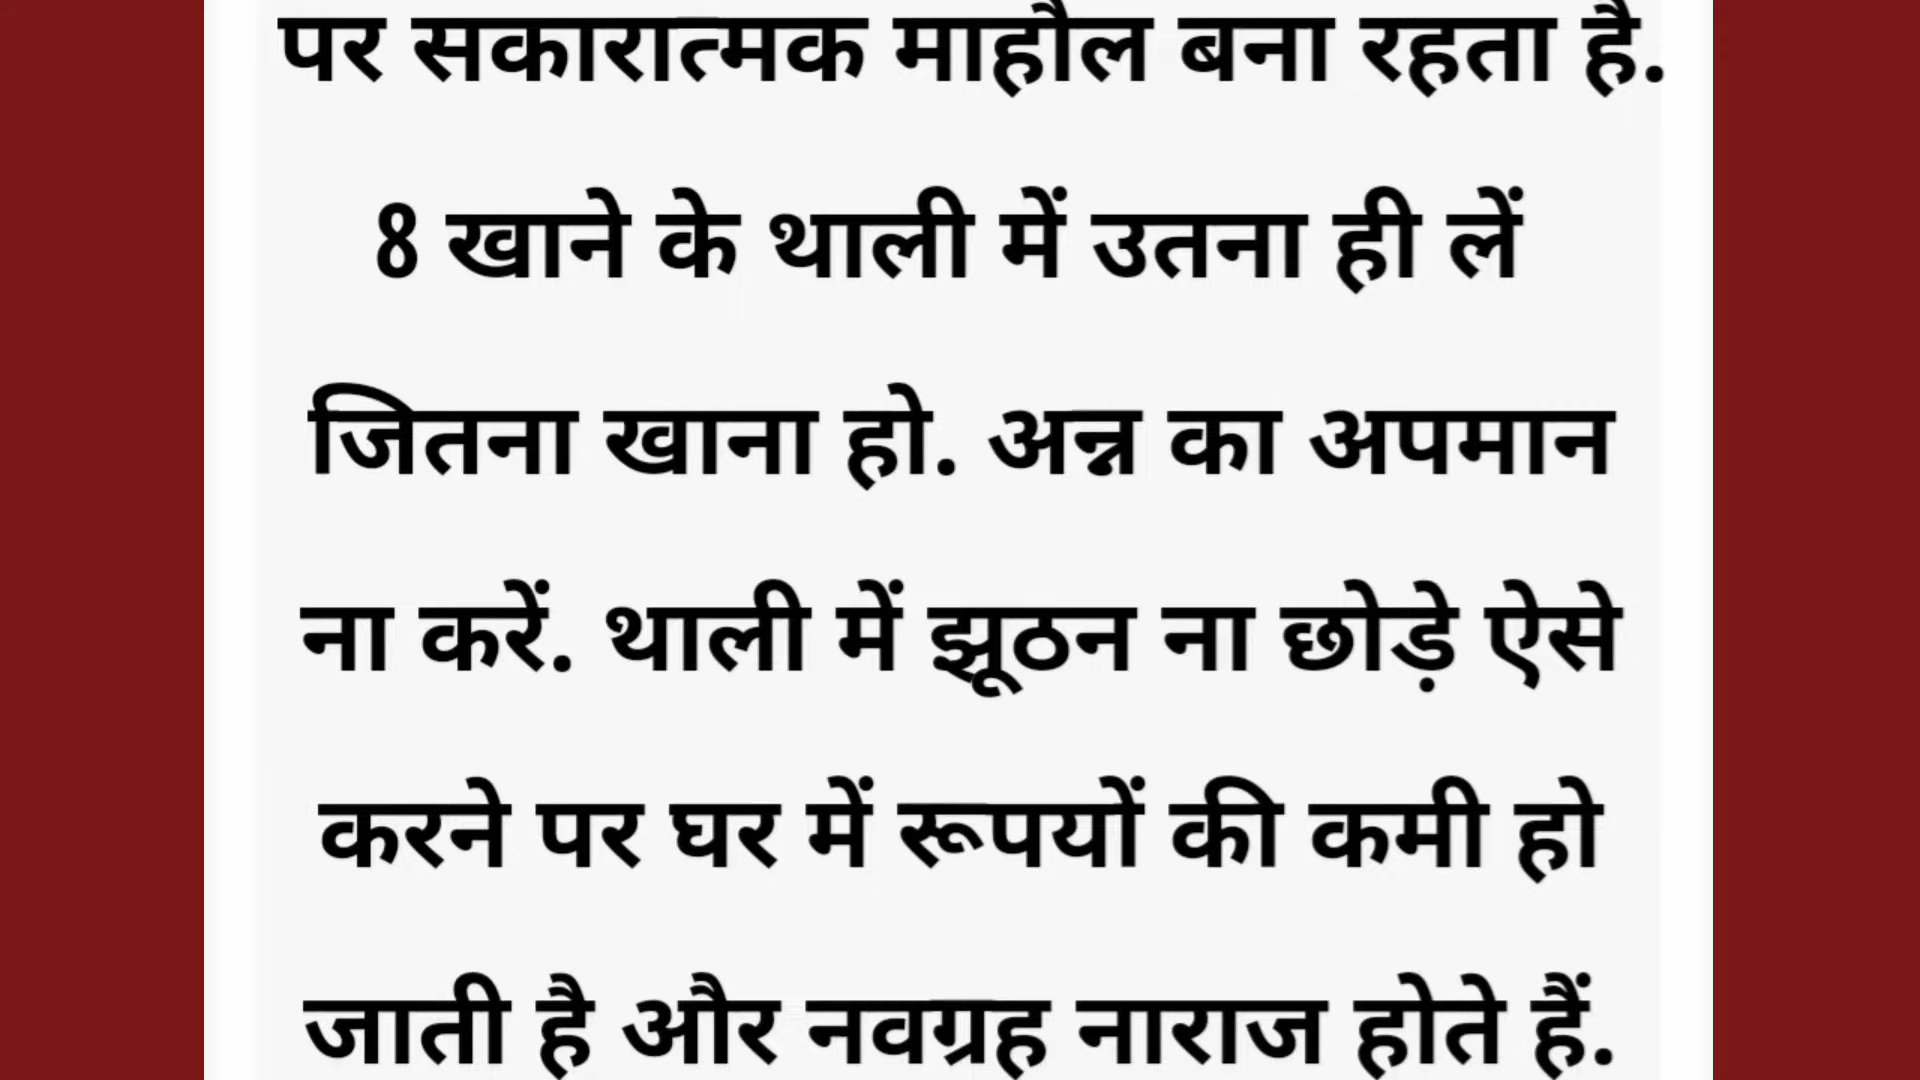 पर सकारात्मक माहौल बना रहता है.
8 खाने के थाली में उतना ही लें
जितना खाना हो. अन्न का अपमान
ना करें. थाली में झूठन ना छोड़े ऐसे
करने पर घर में रूपयों की कमी हो
जाती है और नवग्रह नाराज होते हैं.